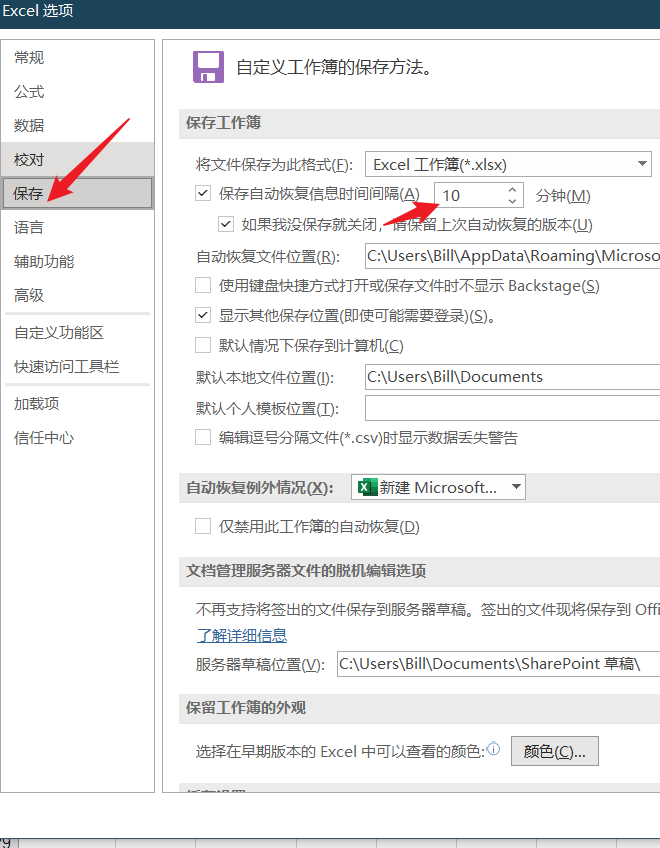 Excel 选项
常规
公式
数据
校对
保存
语言
辅助功能
高级
自定义功能区
快速访问工具栏
加载项
信任中心
自定义工作簿的保存方法。
保存工作簿
将文件保存为此格式(F): Excel 工作簿(*.xlsx)
保存自动恢复信息时间间隔(A) 10 分钟(M)
如果我没保存就关闭，请保留上次自动恢复的版本(U)
自动恢复文件位置(R): C:\Users\Bill\AppData\Roaming\Microso
使用键盘快捷方式打开或保存文件时不显示 Backstage(S)
显示其他保存位置(即使可能需要登录)(S)。
默认情况下保存到计算机(C)
默认本地文件位置(I): C:\Users\Bill\Documents
默认个人模板位置(T):
编辑逗号分隔文件(*.csv)时显示数据丢失警告
自动恢复例外情况(X): 新建 Microsoft...
仅禁用此工作簿的自动恢复(D)
文档管理服务器文件的脱机编辑选项
不再支持将签出的文件保存到服务器草稿。签出的文件现将保存到 Offi
了解详细信息
服务器草稿位置(V): C:\Users\Bill\Documents\SharePoint 草稿\
保留工作簿的外观
选择在早期版本的 Excel 中可以查看的颜色: 颜色(C)...